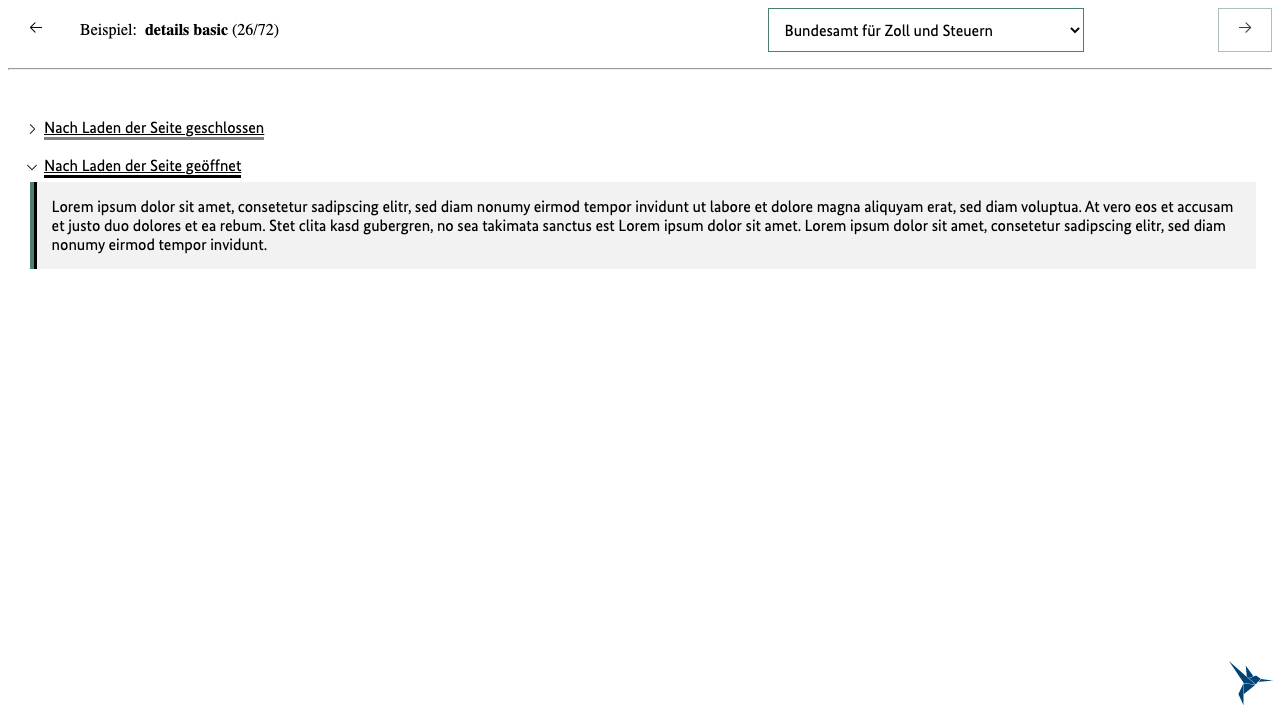 Beispiel: details basic (26/72)
Bundesamt für Zoll und Steuern
Nach Laden der Seite geschlossen
Nach Laden der Seite geöffnet
Lorem ipsum dolor sit amet, consetetur sadipscing elitr, sed diam nonumy eirmod tempor invidunt ut labore et dolore magna aliquyam erat, sed diam voluptua. At vero eos et accusam
et justo duo dolores et ea rebum. Stet clita kasd gubergren, no sea takimata sanctus est Lorem ipsum dolor sit amet. Lorem ipsum dolor sit amet, consetetur sadipscing elitr, sed diam
nonumy eirmod tempor invidunt.